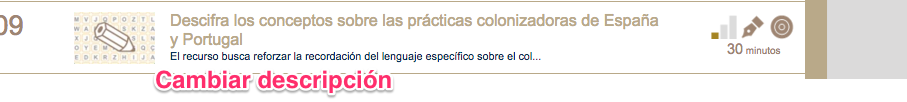 09
Descifra los conceptos sobre las prácticas colonizadoras de España
y Portugal
El recurso busca reforzar la recordación del lenguaje específico sobre el col...
30 minutos
Cambiar descripción